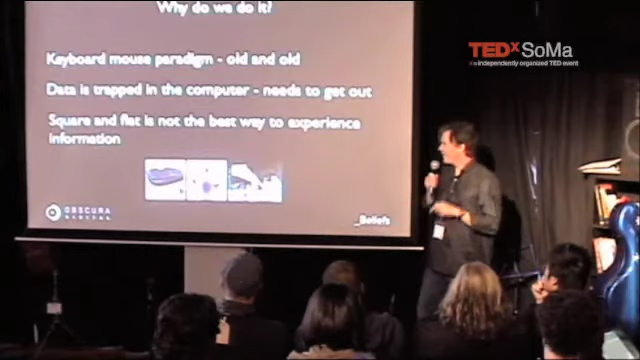 Why do we do it?
TEDxSoMa
x=independently organized TED event
Keyboard mouse paradigm - old and old
Data is trapped in the computer - needs to get out
Square and flat is not the best way to experience
information
OBSCURA
DIGITAL
_Beliefs